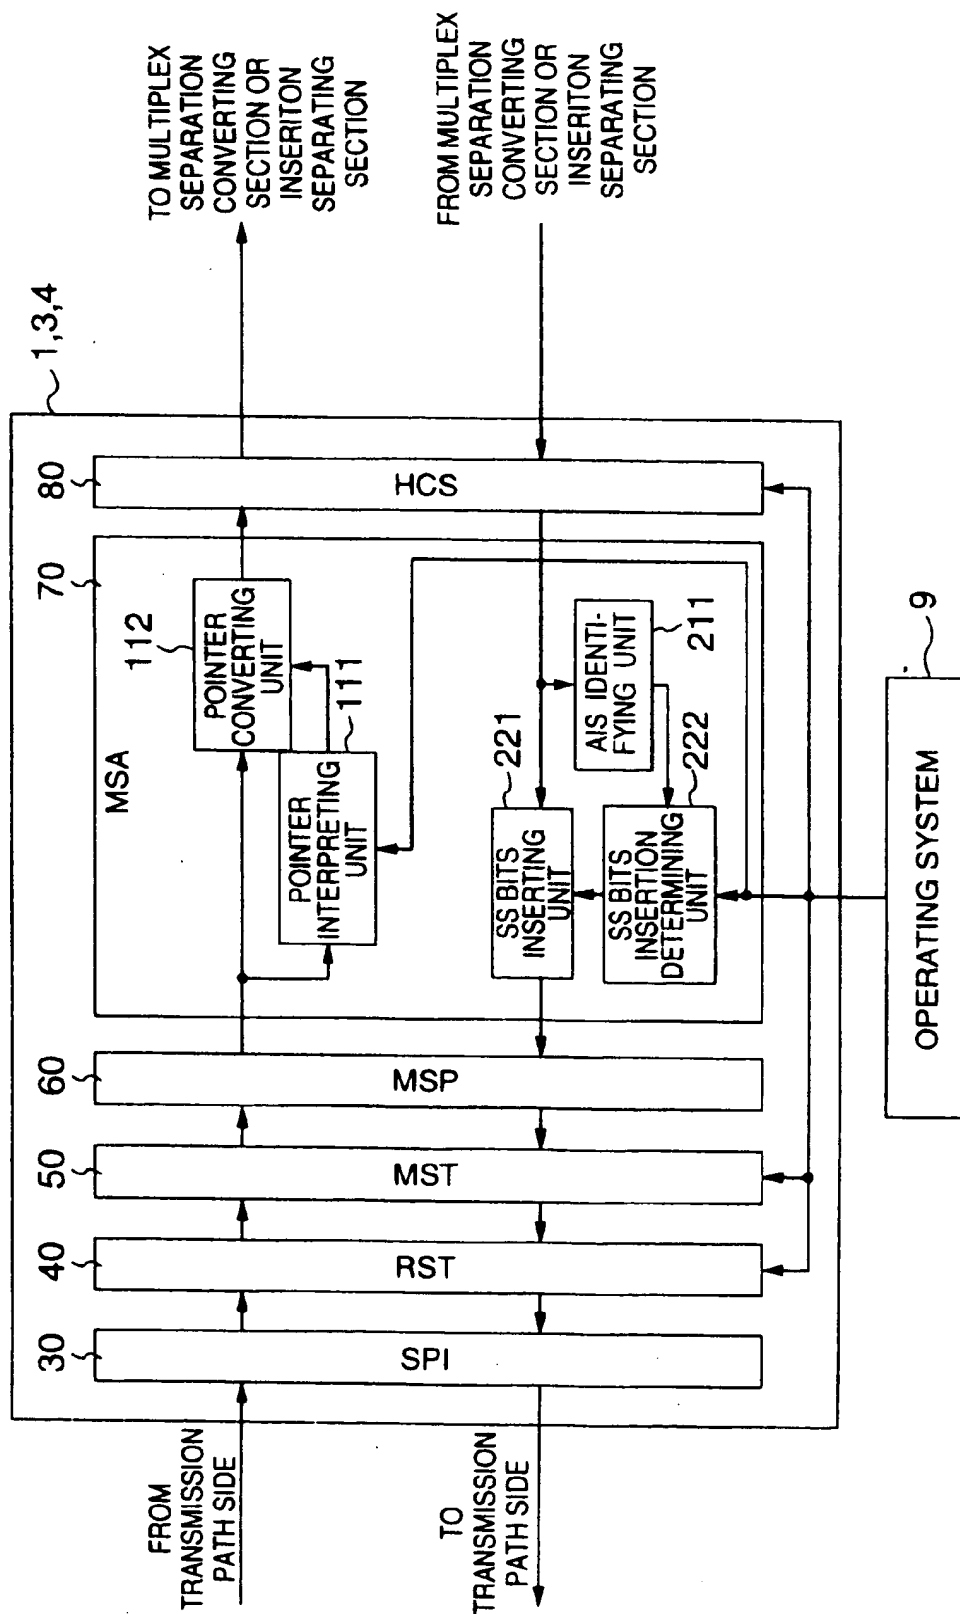 TO MULTIPLEX
SEPARATION
CONVERTING
SECTION OR
INSERITON
SEPARATING
SECTION
FROM MULTIPLEX
SEPARATION
CONVERTING
SECTION OR
INSERITON
SEPARATING
SECTION
1,3,4
80
HCS
70
MSA
112
POINTER
CONVERTING
UNIT
111
POINTER
INTERPRETING
UNIT
221
SS BITS
INSERTING
UNIT
211
AIS IDENTI-
FYING UNIT
222
SS BITS
INSERTION
DETERMINING
UNIT
60
MSP
50
MST
40
RST
30
SPI
FROM
TRANSMISSION
PATH SIDE
TO
TRANSMISSION
PATH SIDE
9
OPERATING SYSTEM